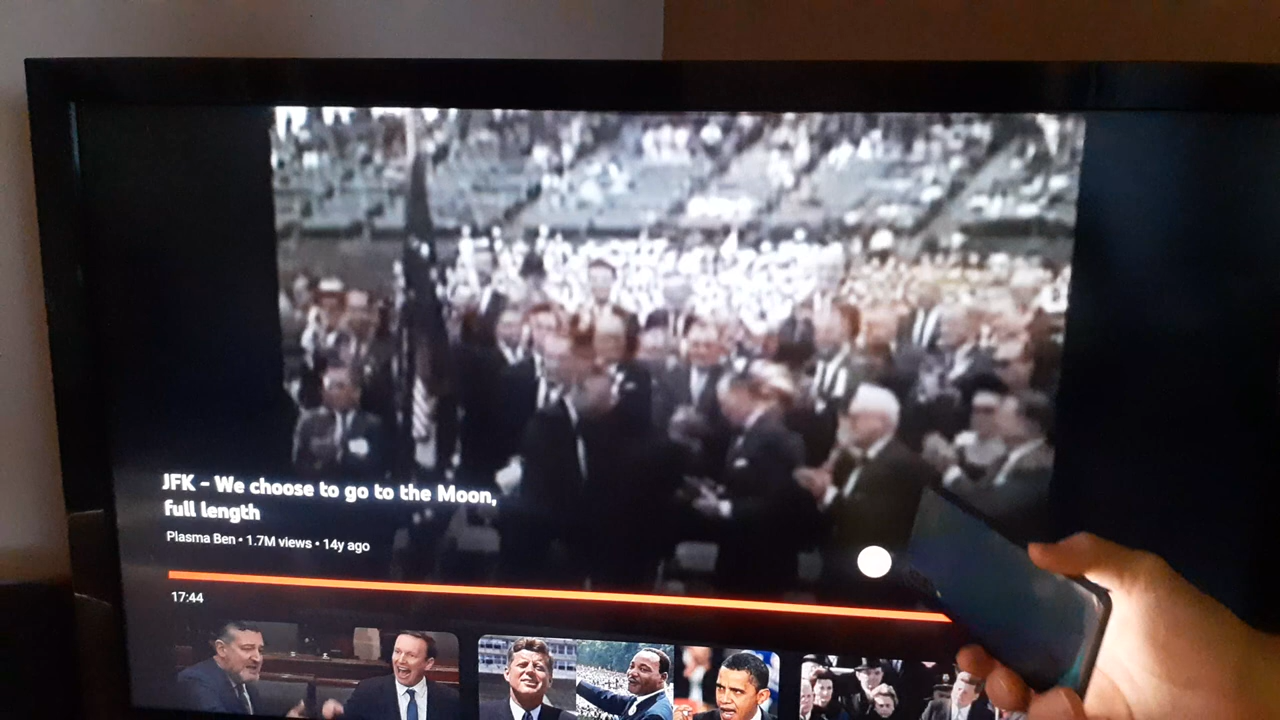 JFK - We choose to go to the Moon,
full length
Plasma Ben • 1.7M views • 14y ago
17:44